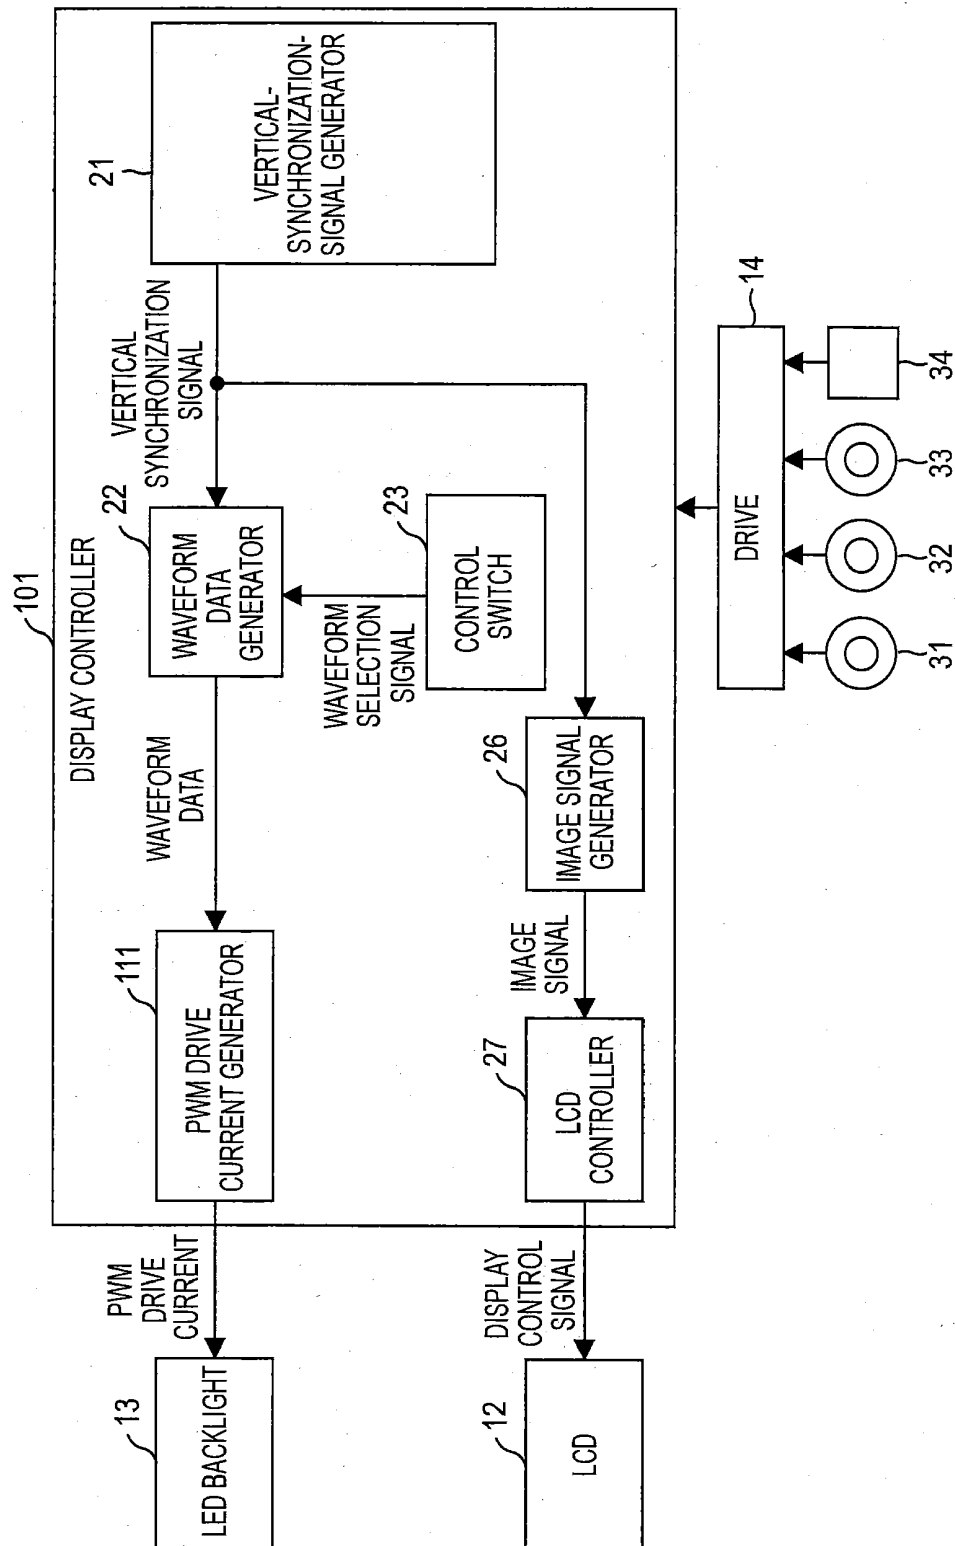 101
DISPLAY CONTROLLER
21
VERTICAL-
SYNCHRONIZATION-
SIGNAL GENERATOR
VERTICAL
SYNCHRONIZATION
SIGNAL
22
WAVEFORM
DATA
GENERATOR
23
CONTROL
SWITCH
WAVEFORM
SELECTION
SIGNAL
WAVEFORM
DATA
111
PWM DRIVE
CURRENT GENERATOR
PWM
DRIVE
CURRENT
13
LED BACKLIGHT
26
IMAGE SIGNAL
GENERATOR
IMAGE
SIGNAL
27
LCD
CONTROLLER
DISPLAY
CONTROL
SIGNAL
12
LCD
14
DRIVE
31
32
33
34